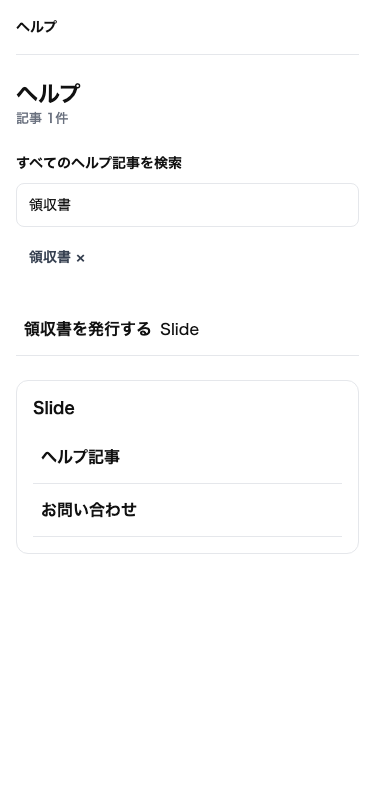 ヘルプ
ヘルプ
記事 1件
すべてのヘルプ記事を検索
領収書
領収書 ×
領収書を発行する Slide
Slide
ヘルプ記事
お問い合わせ